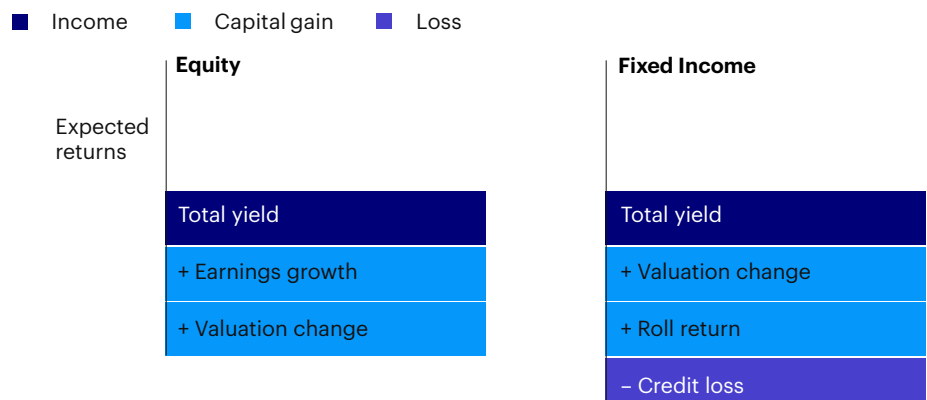 Income
Capital gain
Loss
Equity
Fixed Income
Expected
returns
Total yield
+ Earnings growth
+ Valuation change
Total yield
+ Valuation change
+ Roll return
– Credit loss